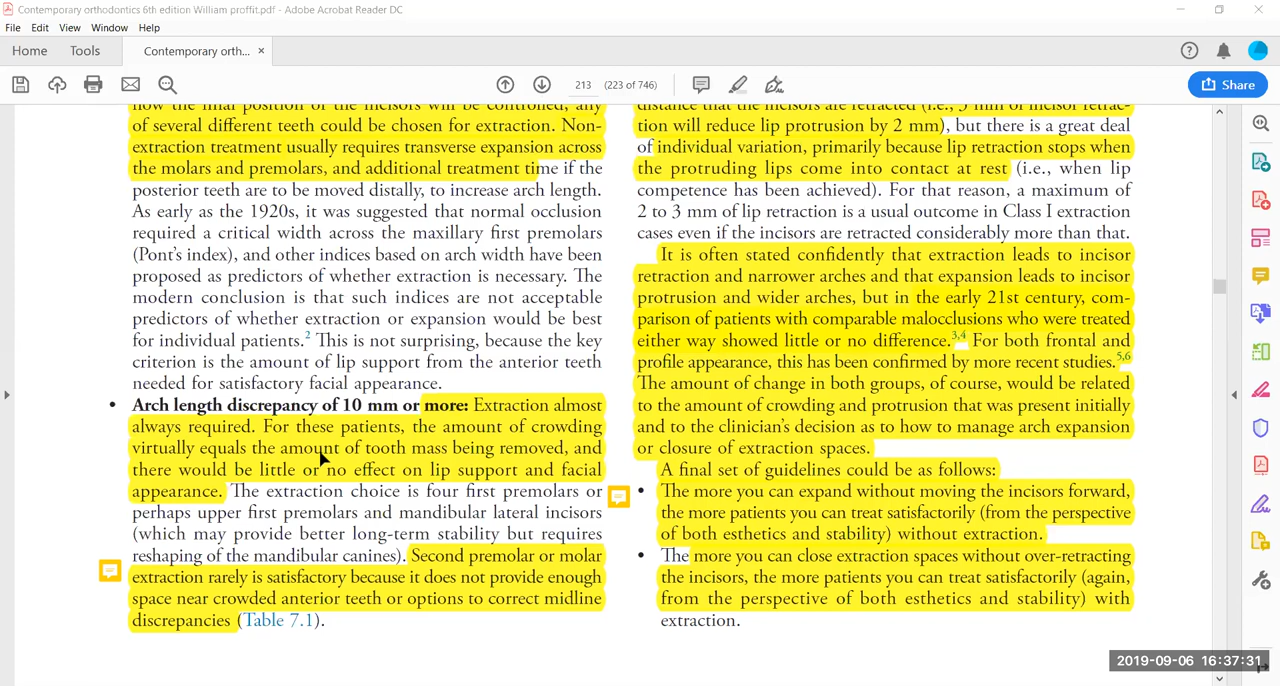 Contemporary orthodontics 6th edition William proffit.pdf - Adobe Acrobat Reader DC
File Edit View Window Help
Home Tools Contemporary orth... ×
213 (223 of 746)
Share
now the final position of the incisors will be controlled, any
of several different teeth could be chosen for extraction. Non-
extraction treatment usually requires transverse expansion across
the molars and premolars, and additional treatment time if the
posterior teeth are to be moved distally, to increase arch length.
As early as the 1920s, it was suggested that normal occlusion
required a critical width across the maxillary first premolars
(Pont's index), and other indices based on arch width have been
proposed as predictors of whether extraction is necessary. The
modern conclusion is that such indices are not acceptable
predictors of whether extraction or expansion would be best
for individual patients.2 This is not surprising, because the key
criterion is the amount of lip support from the anterior teeth
needed for satisfactory facial appearance.
• Arch length discrepancy of 10 mm or more: Extraction almost
always required. For these patients, the amount of crowding
virtually equals the amount of tooth mass being removed, and
there would be little or no effect on lip support and facial
appearance. The extraction choice is four first premolars or
perhaps upper first premolars and mandibular lateral incisors
(which may provide better long-term stability but requires
reshaping of the mandibular canines). Second premolar or molar
extraction rarely is satisfactory because it does not provide enough
space near crowded anterior teeth or options to correct midline
discrepancies (Table 7.1).
distance that the incisors are retracted (i.e., 3 mm of incisor retrac-
tion will reduce lip protrusion by 2 mm), but there is a great deal
of individual variation, primarily because lip retraction stops when
the protruding lips come into contact at rest (i.e., when lip
competence has been achieved). For that reason, a maximum of
2 to 3 mm of lip retraction is a usual outcome in Class I extraction
cases even if the incisors are retracted considerably more than that.
It is often stated confidently that extraction leads to incisor
retraction and narrower arches and that expansion leads to incisor
protrusion and wider arches, but in the early 21st century, com-
parison of patients with comparable malocclusions who were treated
either way showed little or no difference.3,4 For both frontal and
profile appearance, this has been confirmed by more recent studies.5,6
The amount of change in both groups, of course, would be related
to the amount of crowding and protrusion that was present initially
and to the clinician's decision as to how to manage arch expansion
or closure of extraction spaces.
A final set of guidelines could be as follows:
• The more you can expand without moving the incisors forward,
the more patients you can treat satisfactorily (from the perspective
of both esthetics and stability) without extraction.
• The more you can close extraction spaces without over-retracting
the incisors, the more patients you can treat satisfactorily (again,
from the perspective of both esthetics and stability) with
extraction.
2019-09-06 16:37:31